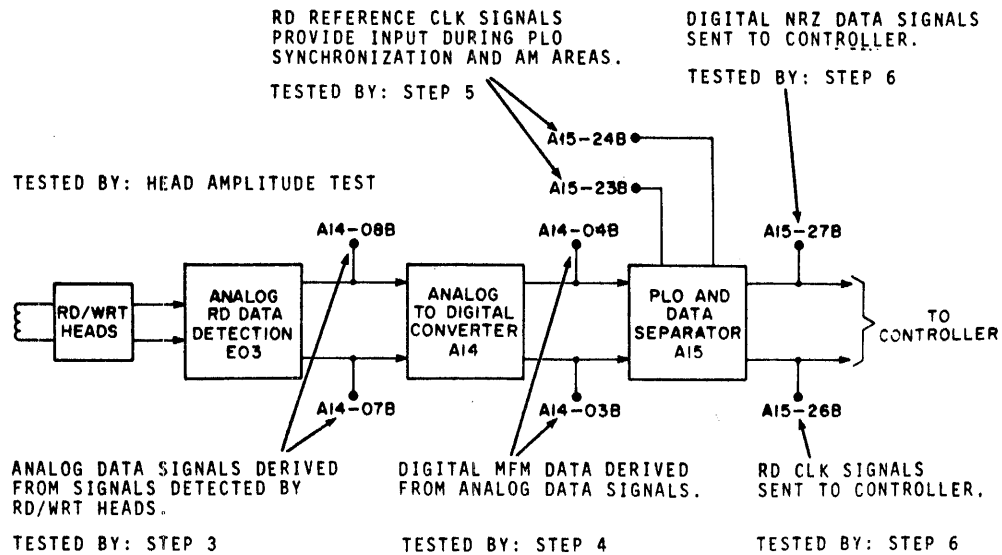 RD REFERENCE CLK SIGNALS
PROVIDE INPUT DURING PLO
SYNCHRONIZATION AND AM AREAS.
TESTED BY: STEP 5
DIGITAL NRZ DATA SIGNALS
SENT TO CONTROLLER.
TESTED BY: STEP 6
A15-24B
TESTED BY: HEAD AMPLITUDE TEST
A15-23B
A14-08B
A14-04B
A15-27B
RD/WRT
HEADS
ANALOG
RD DATA
DETECTION
E03
ANALOG
TO DIGITAL
CONVERTER
A14
PLO AND
DATA
SEPARATOR
A15
TO
CONTROLLER
A14-07B
A14-03B
A15-26B
ANALOG DATA SIGNALS DERIVED
FROM SIGNALS DETECTED BY
RD/WRT HEADS.
TESTED BY: STEP 3
DIGITAL MFM DATA DERIVED
FROM ANALOG DATA SIGNALS.
TESTED BY: STEP 4
RD CLK SIGNALS
SENT TO CONTROLLER.
TESTED BY: STEP 6